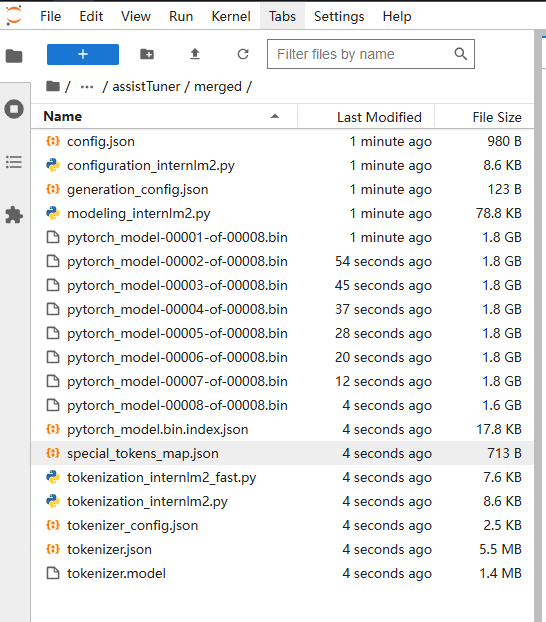 File Edit View Run Kernel Tabs Settings Help
+
Filter files by name
/ ··· / assistTuner / merged /
Name Last Modified File Size
config.json 1 minute ago 980 B
configuration_internlm2.py 1 minute ago 8.6 KB
generation_config.json 1 minute ago 123 B
modeling_internlm2.py 1 minute ago 78.8 KB
pytorch_model-00001-of-00008.bin 1 minute ago 1.8 GB
pytorch_model-00002-of-00008.bin 54 seconds ago 1.8 GB
pytorch_model-00003-of-00008.bin 45 seconds ago 1.8 GB
pytorch_model-00004-of-00008.bin 37 seconds ago 1.8 GB
pytorch_model-00005-of-00008.bin 28 seconds ago 1.8 GB
pytorch_model-00006-of-00008.bin 20 seconds ago 1.8 GB
pytorch_model-00007-of-00008.bin 12 seconds ago 1.8 GB
pytorch_model-00008-of-00008.bin 4 seconds ago 1.6 GB
pytorch_model.bin.index.json 4 seconds ago 17.8 KB
special_tokens_map.json 4 seconds ago 713 B
tokenization_internlm2_fast.py 4 seconds ago 7.6 KB
tokenization_internlm2.py 4 seconds ago 8.6 KB
tokenizer_config.json 4 seconds ago 2.5 KB
tokenizer.json 4 seconds ago 5.5 MB
tokenizer.model 4 seconds ago 1.4 MB